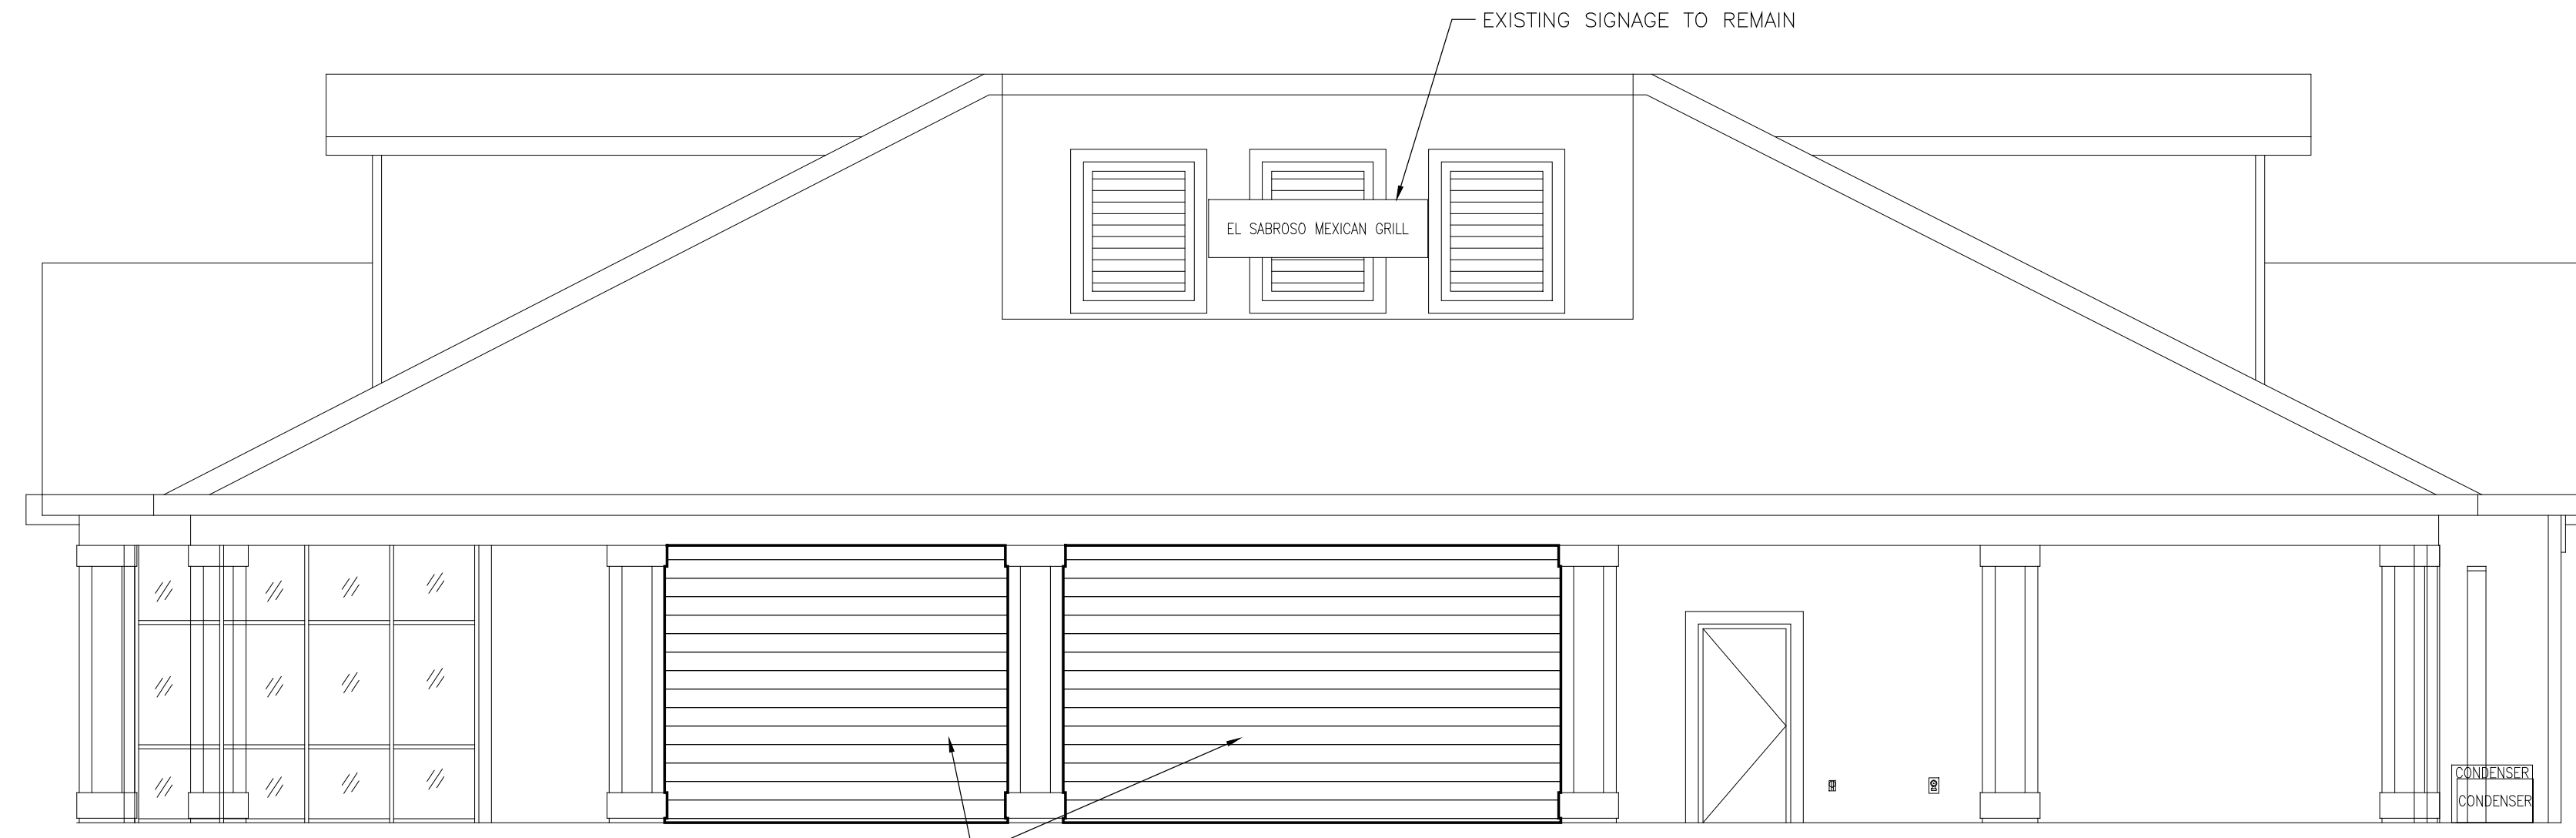 EXISTING SIGNAGE TO REMAIN
EL SABROSO MEXICAN GRILL
CONDENSER
CONDENSER